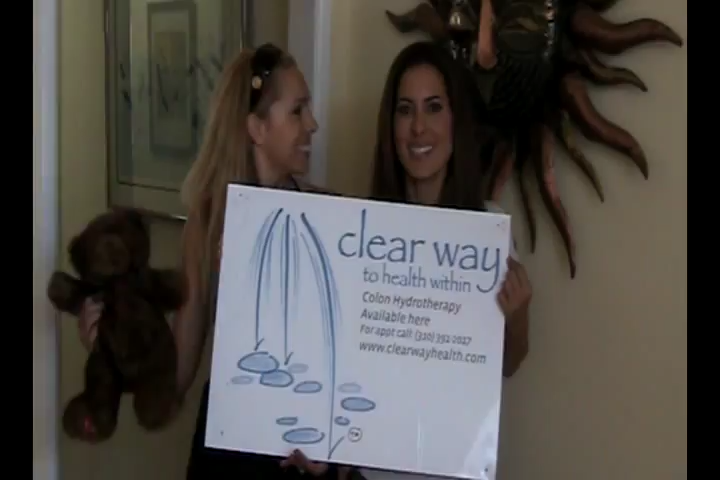 clear way
to health within
Colon Hydrotherapy
Available here
For appt call: (310) 392 2027
www.clearwayhealth.com